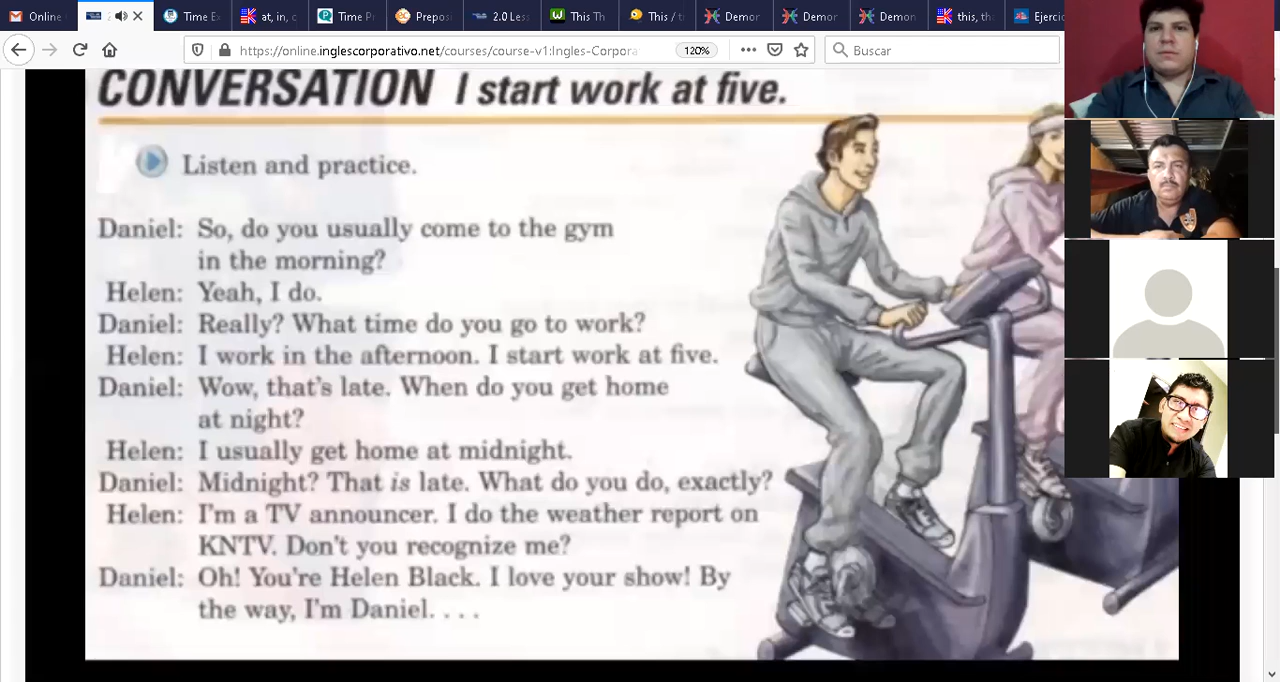 Online
Time Ex
at, in, c
Time Pr
Prepos
2.0 Less
This Th
This / t
Demor
Demor
Demon
this, tha
Ejercic
https://online.inglescorporativo.net/courses/course-v1:Ingles-Corpora
120%
Buscar
CONVERSATION I start work at five.
Listen and practice.
Daniel: So, do you usually come to the gym
in the morning?
Helen: Yeah, I do.
Daniel: Really? What time do you go to work?
Helen: I work in the afternoon. I start work at five.
Daniel: Wow, that's late. When do you get home
at night?
Helen: I usually get home at midnight.
Daniel: Midnight? That is late. What do you do, exactly?
Helen: I'm a TV announcer. I do the weather report on
KNTV. Don't you recognize me?
Daniel: Oh! You're Helen Black. I love your show! By
the way, I'm Daniel. . . .